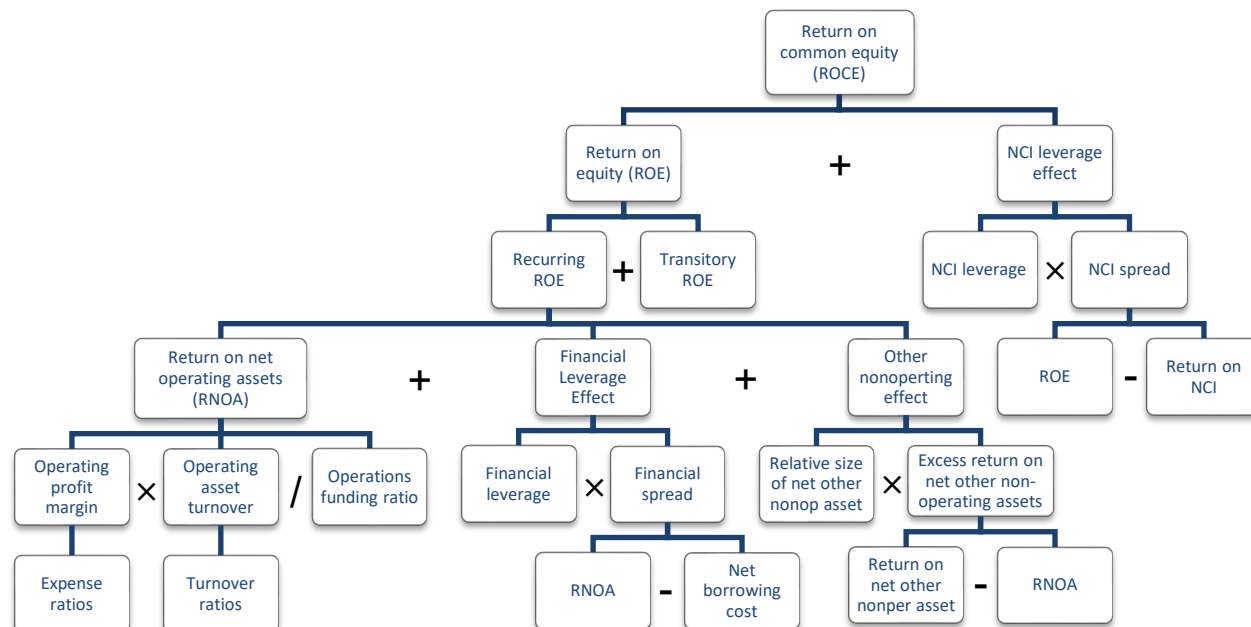 Return on
common equity
(ROCE)
Return on
equity (ROE)
+
NCI leverage
effect
Recurring
ROE
+
Transitory
ROE
NCI leverage
×
NCI spread
Return on net
operating assets
(RNOA)
+
Financial
Leverage
Effect
+
Other
nonoperting
effect
ROE
-
Return on
NCI
Operating
profit
margin
×
Operating
asset
turnover
/
Operations
funding ratio
Financial
leverage
×
Financial
spread
Relative size
of net other
nonop asset
×
Excess return on
net other non-
operating assets
Expense
ratios
Turnover
ratios
RNOA
-
Net
borrowing
cost
Return on
net other
nonper asset
-
RNOA